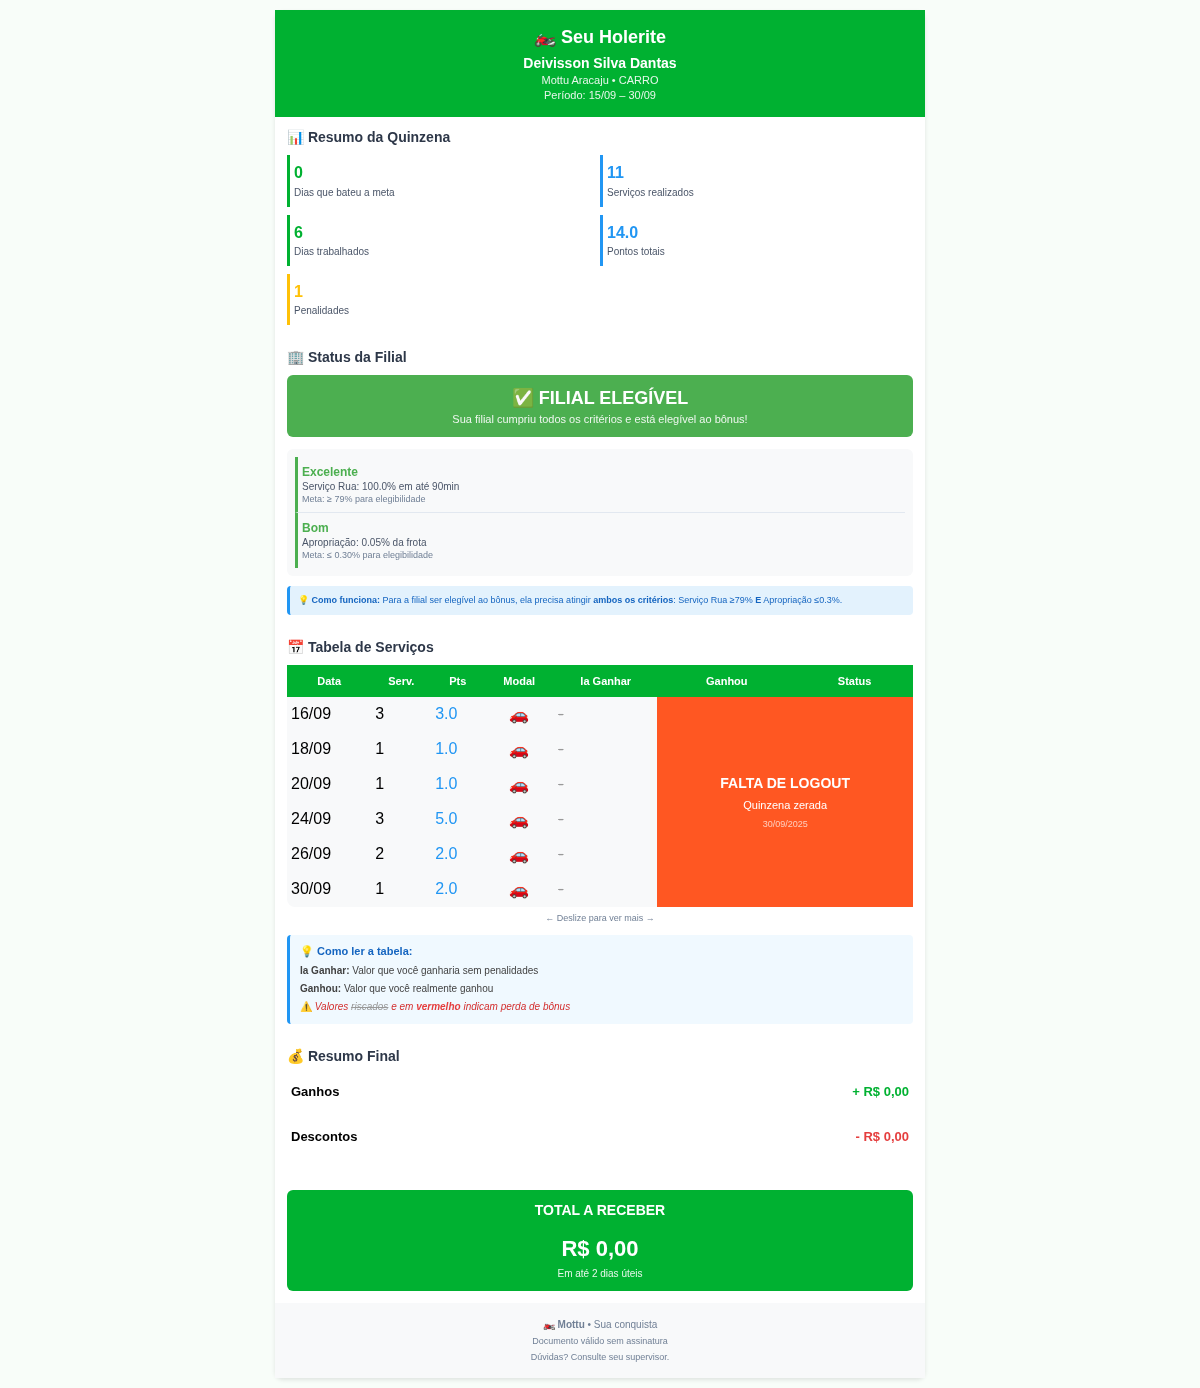 Seu Holerite
Deivisson Silva Dantas
Mottu Aracaju • CARRO
Período: 15/09 – 30/09
📊 Resumo da Quinzena
0
Dias que bateu a meta
11
Serviços realizados
6
Dias trabalhados
14.0
Pontos totais
1
Penalidades
🏢 Status da Filial
✅ FILIAL ELEGÍVEL
Sua filial cumpriu todos os critérios e está elegível ao bônus!
Excelente
Serviço Rua: 100.0% em até 90min
Meta: ≥ 79% para elegibilidade
Bom
Apropriação: 0.05% da frota
Meta: ≤ 0.30% para elegibilidade
💡 Como funciona: Para a filial ser elegível ao bônus, ela precisa atingir ambos os critérios: Serviço Rua ≥79% E Apropriação ≤0.3%.
📅 Tabela de Serviços
Data Serv. Pts Modal Ia Ganhar Ganhou Status
16/09 3 3.0 🚗 –
18/09 1 1.0 🚗 –
20/09 1 1.0 🚗 –
24/09 3 5.0 🚗 –
26/09 2 2.0 🚗 –
30/09 1 2.0 🚗 –
FALTA DE LOGOUT
Quinzena zerada
30/09/2025
← Deslize para ver mais →
💡 Como ler a tabela:
Ia Ganhar: Valor que você ganharia sem penalidades
Ganhou: Valor que você realmente ganhou
⚠️ Valores riscados e em vermelho indicam perda de bônus
💰 Resumo Final
Ganhos + R$ 0,00
Descontos - R$ 0,00
TOTAL A RECEBER
R$ 0,00
Em até 2 dias úteis
🏍️ Mottu • Sua conquista
Documento válido sem assinatura
Dúvidas? Consulte seu supervisor.